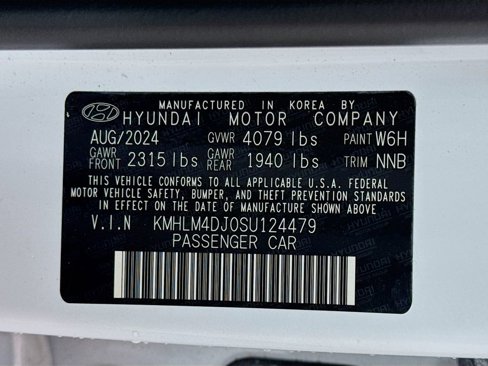 MANUFACTURED IN KOREA BY
HYUNDAI MOTOR COMPANY
AUG/2024 GVWR 4079 lbs PAINT W6H
GAWR FRONT 2315 lbs GAWR REAR 1940 lbs TRIM NNB
THIS VEHICLE CONFORMS TO ALL APPLICABLE U.S.A. FEDERAL
MOTOR VEHICLE SAFETY, BUMPER, AND THEFT PREVENTION STANDARDS
IN EFFECT ON THE DATE OF MANUFACTURE SHOWN ABOVE
V.I.N KMHLM4DJ0SU124479
PASSENGER CAR